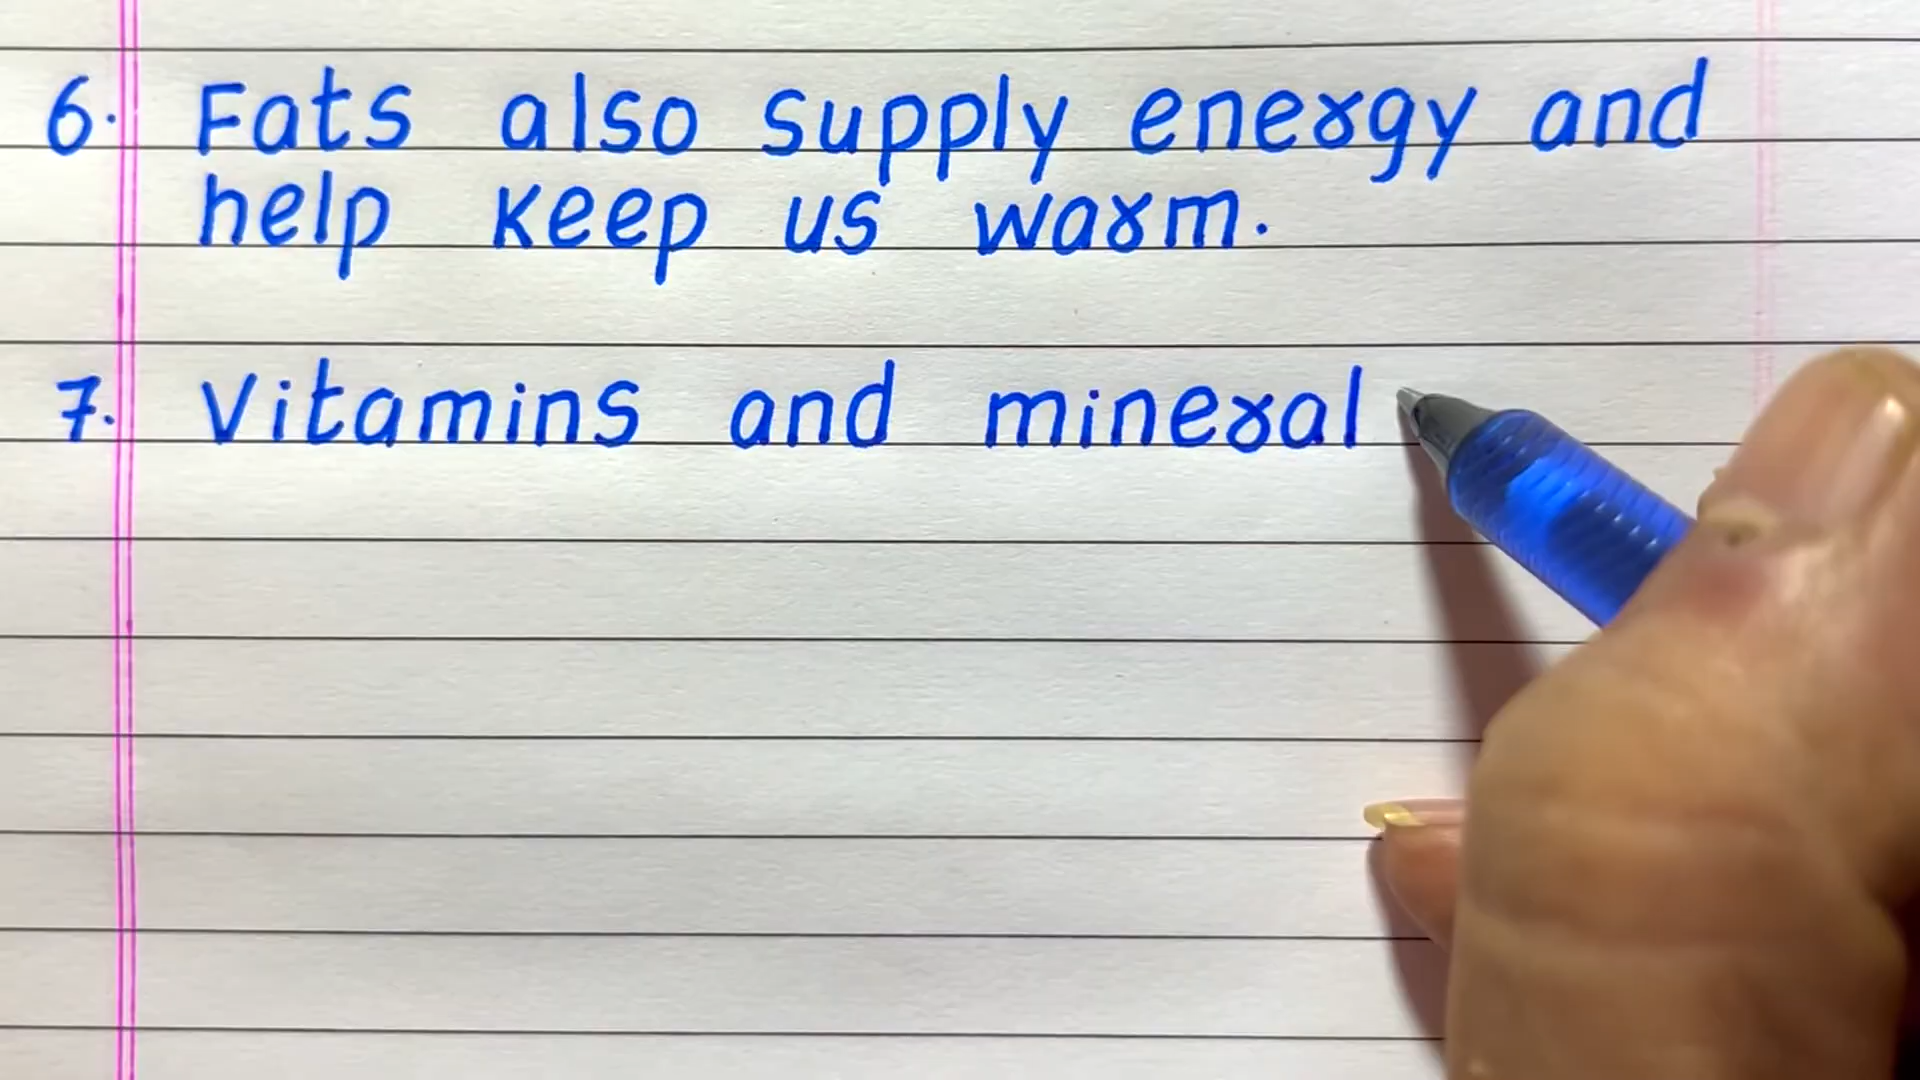 6. Fats also supply energy and
help keep us warm.
7. Vitamins and mineral